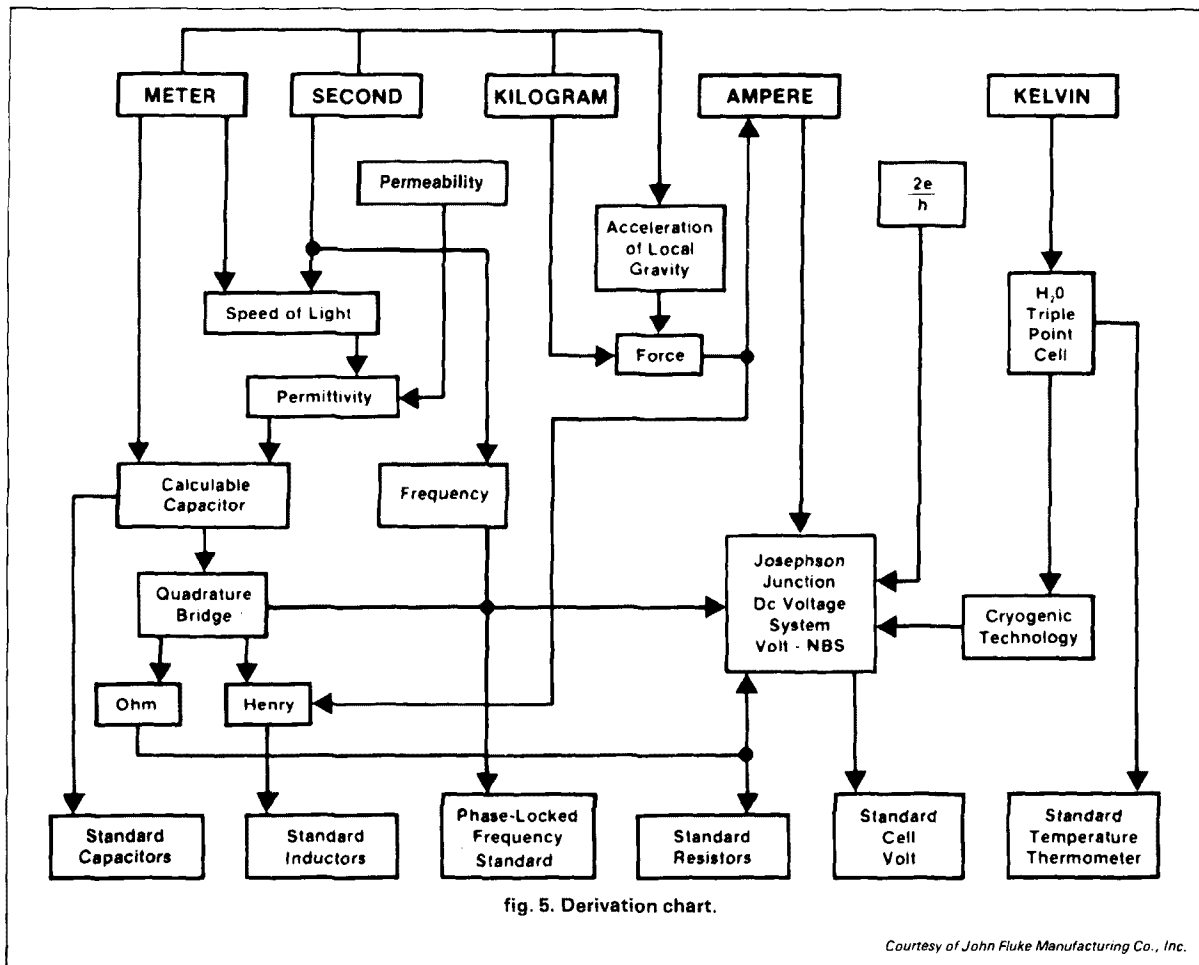 METER
SECOND
KILOGRAM
AMPERE
KELVIN
Permeability
2e
h
Acceleration
of Local
Gravity
Speed of Light
H₂0
Triple
Point
Cell
Force
Permittivity
Calculable
Capacitor
Frequency
Josephson
Junction
Dc Voltage
System
Volt - NBS
Quadrature
Bridge
Cryogenic
Technology
Ohm
Henry
Standard
Capacitors
Standard
Inductors
Phase-Locked
Frequency
Standard
Standard
Resistors
Standard
Cell
Volt
Standard
Temperature
Thermometer
fig. 5. Derivation chart.
Courtesy of John Fluke Manufacturing Co., Inc.